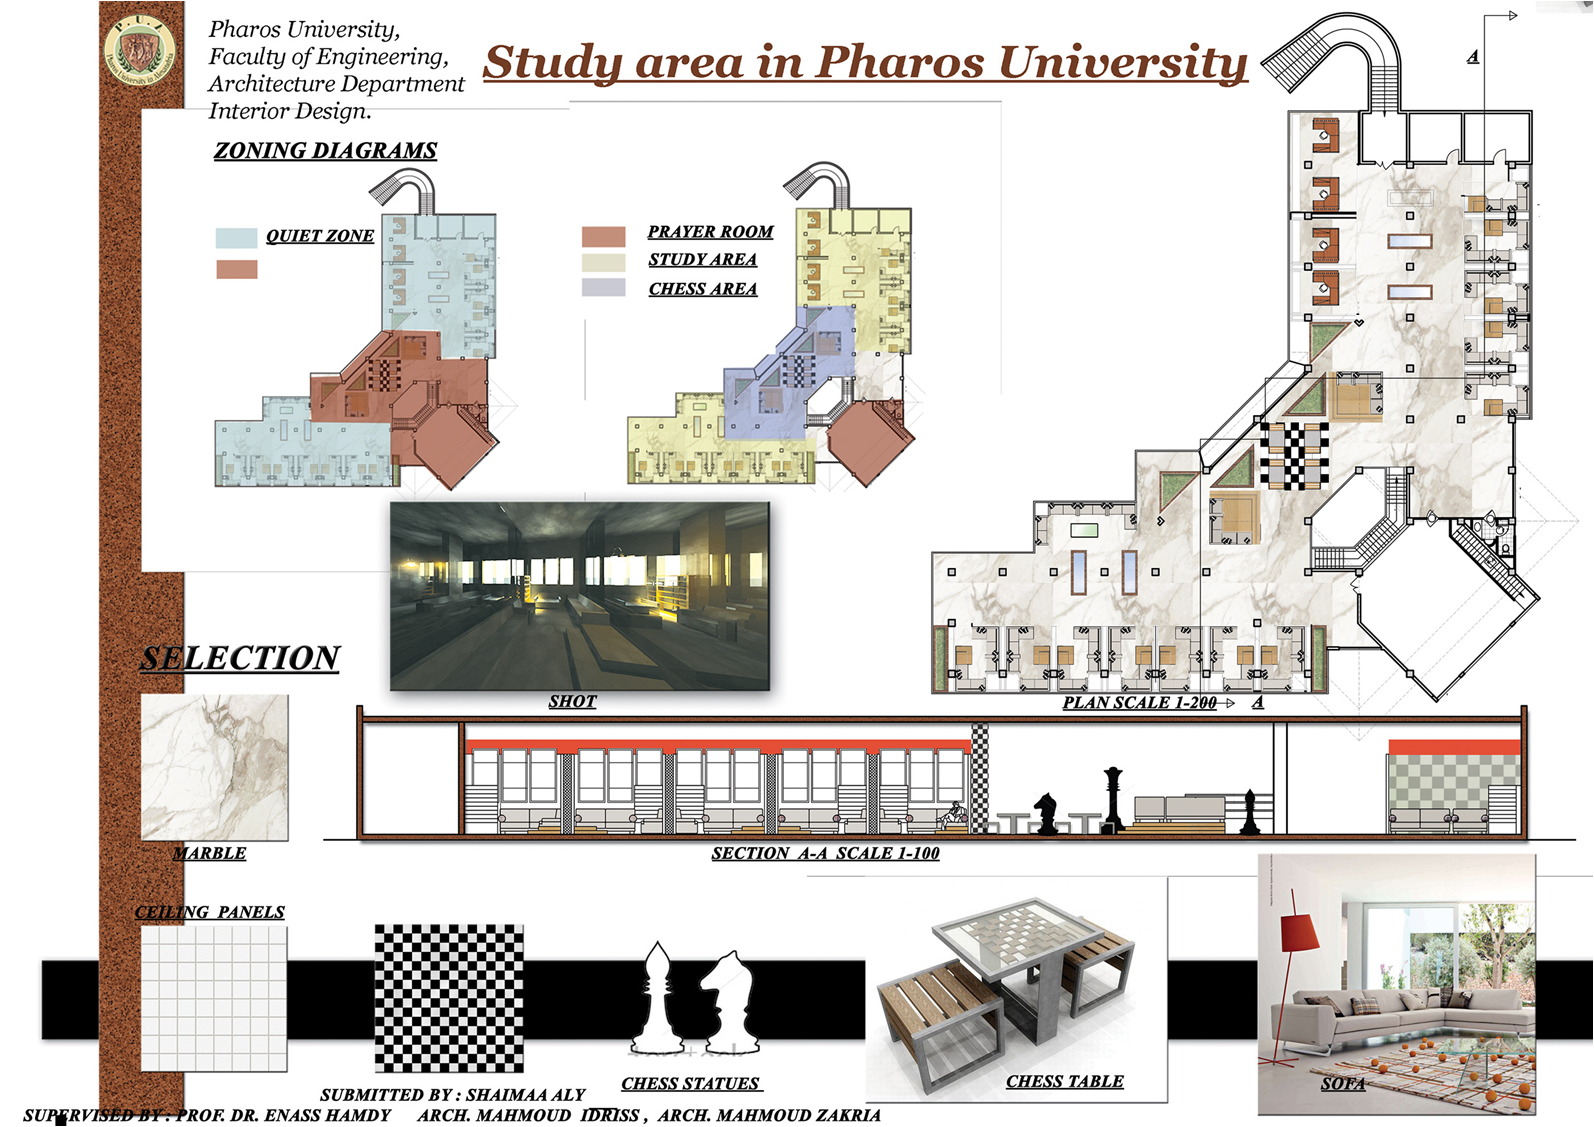 P. U. Z
Pharos University in Alexandria
Pharos University,
Faculty of Engineering,
Architecture Department
Interior Design.
Study area in Pharos University
A
ZONING DIAGRAMS
QUIET ZONE
PRAYER ROOM
STUDY AREA
CHESS AREA
SHOT
PLAN SCALE 1-200
A
SELECTION
MARBLE
SECTION A-A SCALE 1-100
CEILING PANELS
CHESS STATUES
CHESS TABLE
SOFA
SUBMITTED BY : SHAIMAA ALY
SUPERVISED BY : PROF. DR. ENASS HAMDY ARCH. MAHMOUD IDRISS , ARCH. MAHMOUD ZAKRIA